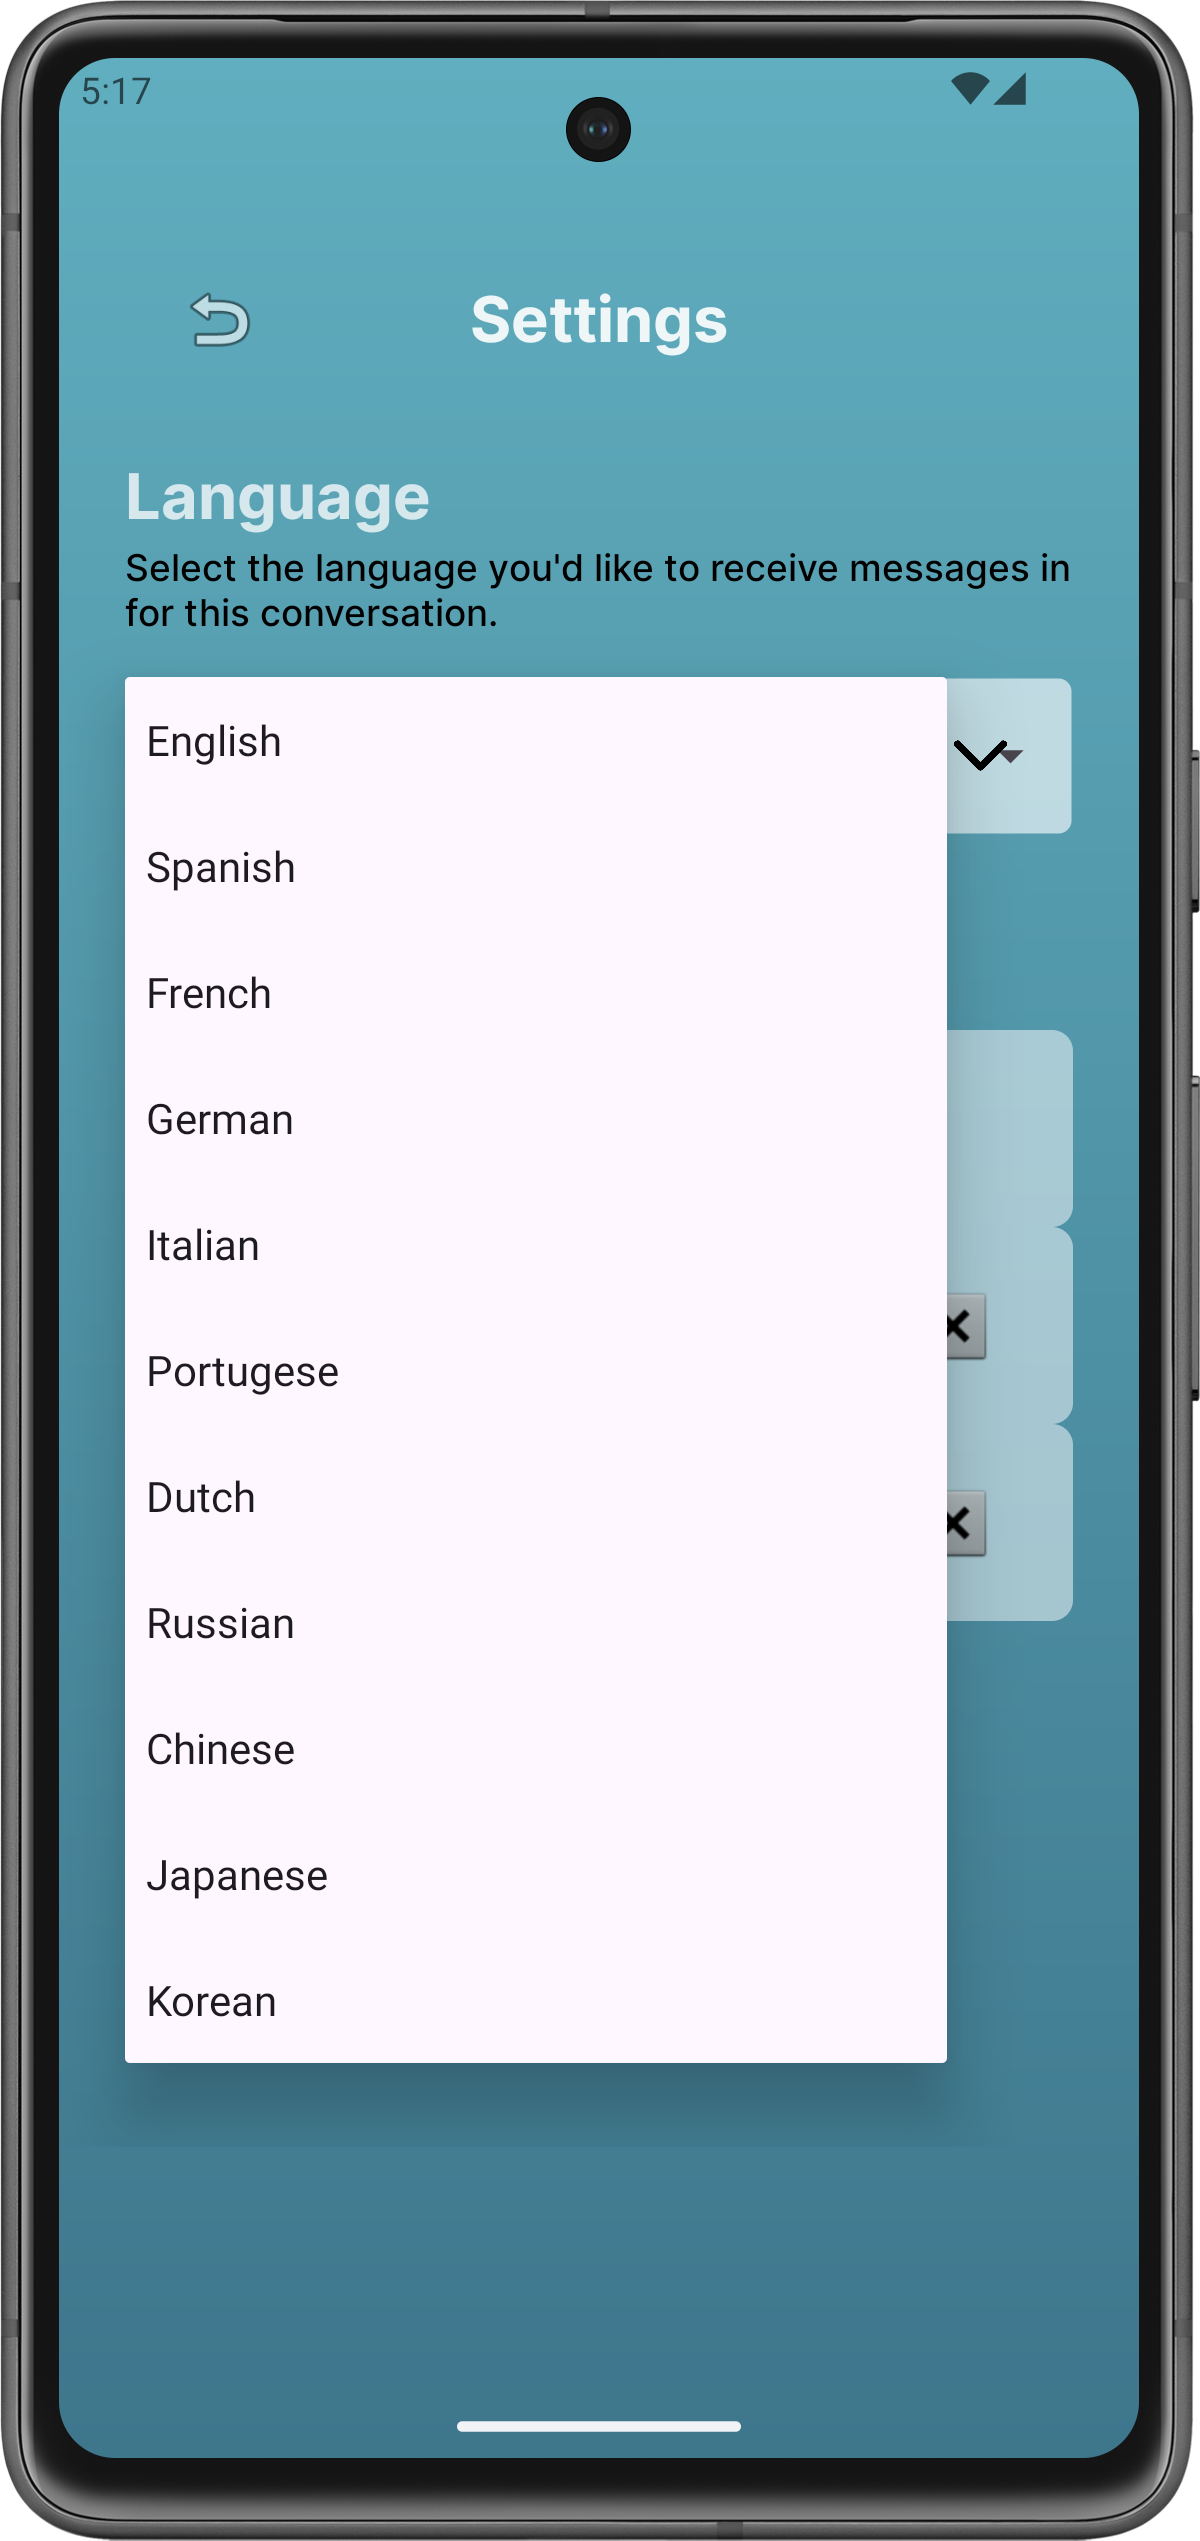 5:17
Settings
Language
Select the language you'd like to receive messages in
for this conversation.
English
Spanish
French
German
Italian
Portugese
Dutch
Russian
Chinese
Japanese
Korean